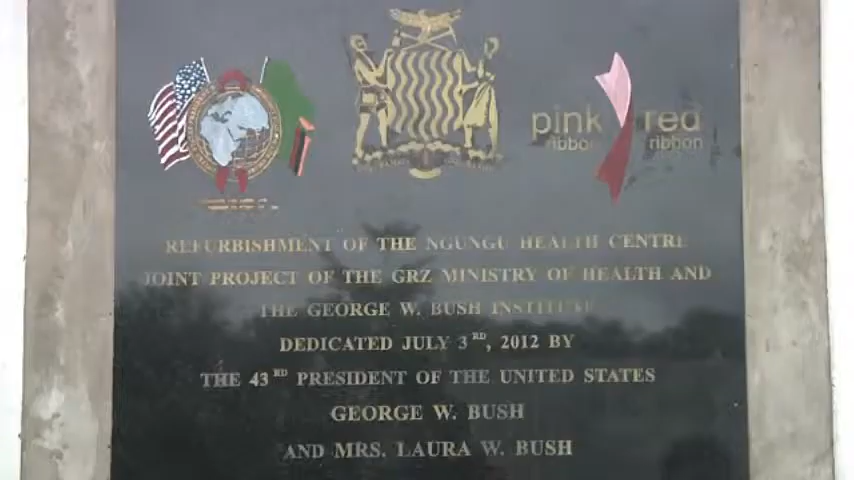 pink red
ribbon ribbon
REFURBISHMENT OF THE NGUNGU HEALTH CENTRE
JOINT PROJECT OF THE GRZ MINISTRY OF HEALTH AND
THE GEORGE W. BUSH INSTITUTE
DEDICATED JULY 3RD, 2012 BY
THE 43RD PRESIDENT OF THE UNITED STATES
GEORGE W. BUSH
AND MRS. LAURA W. BUSH